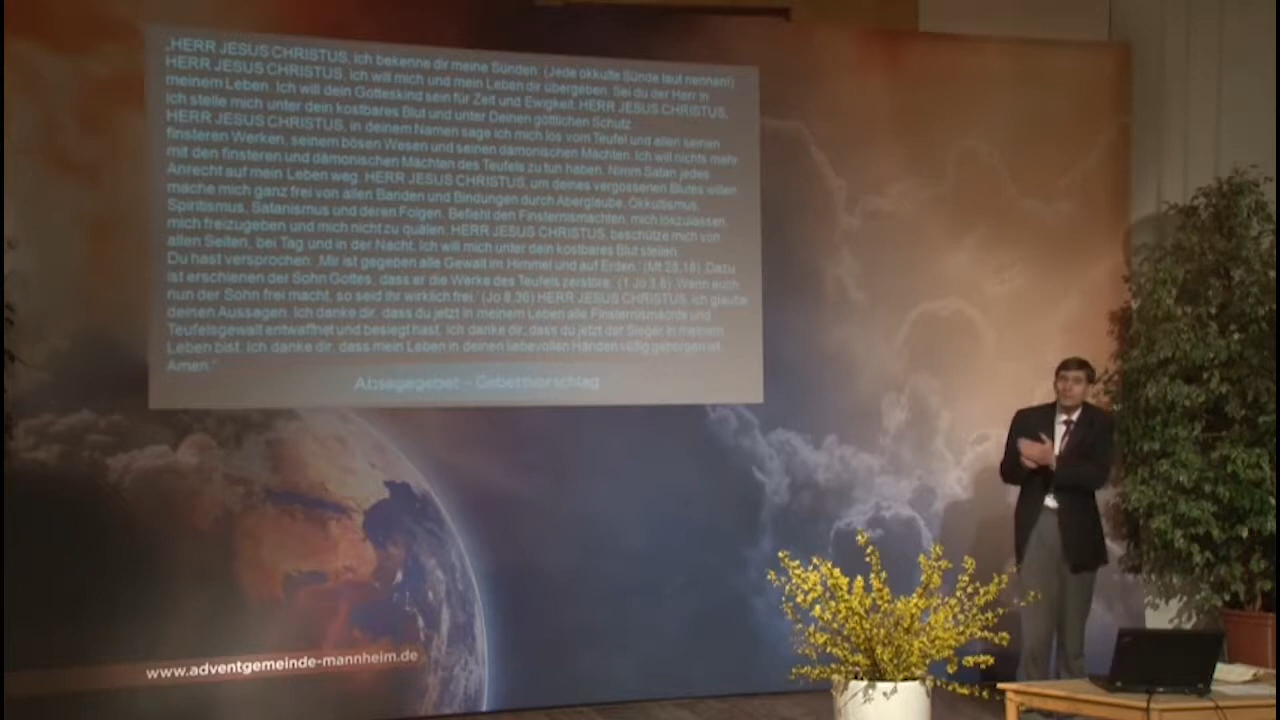 „HERR JESUS CHRISTUS, ich bekenne dir meine Sünden. (Jede okkulte Sünde laut nennen!)
HERR JESUS CHRISTUS, ich will mich und mein Leben dir übergeben. Sei du der Herr in
meinem Leben. Ich will dein Gotteskind sein für Zeit und Ewigkeit. HERR JESUS CHRISTUS,
ich stelle mich unter dein kostbares Blut und unter Deinen göttlichen Schutz.
HERR JESUS CHRISTUS, in deinem Namen sage ich mich los vom Teufel und allen seinen
finsteren Werken, seinem bösen Wesen und seinen dämonischen Mächten. Ich will nichts mehr
mit den finsteren und dämonischen Mächten des Teufels zu tun haben. Nimm Satan jedes
Anrecht auf mein Leben weg. HERR JESUS CHRISTUS, um deines vergossenen Blutes willen
mache mich ganz frei von allen Banden und Bindungen durch Aberglaube, Okkultismus,
Spiritismus, Satanismus und deren Folgen. Befiehl den Finsternismächten, mich loszulassen,
mich freizugeben und mich nicht zu quälen. HERR JESUS CHRISTUS, beschütze mich von
allen Seiten, bei Tag und in der Nacht. Ich will mich unter dein kostbares Blut stellen.
Du hast versprochen: ‚Mir ist gegeben alle Gewalt im Himmel und auf Erden.' (Mt 28,18) ‚Dazu
ist erschienen der Sohn Gottes, dass er die Werke des Teufels zerstöre.' (1 Jo 3,8) ‚Wenn euch
nun der Sohn frei macht, so seid ihr wirklich frei.' (Jo 8,36) HERR JESUS CHRISTUS, ich glaube
deinen Aussagen. Ich danke dir, dass du jetzt in meinem Leben alle Finsternismächte und
Teufelsgewalt entwaffnet und besiegt hast. Ich danke dir, dass du jetzt der Sieger in meinem
Leben bist. Ich danke dir, dass mein Leben in deinen liebevollen Händen völlig geborgen ist.
Amen."
Absagegebet – Gebetsvorschlag
www.adventgemeinde-mannheim.de